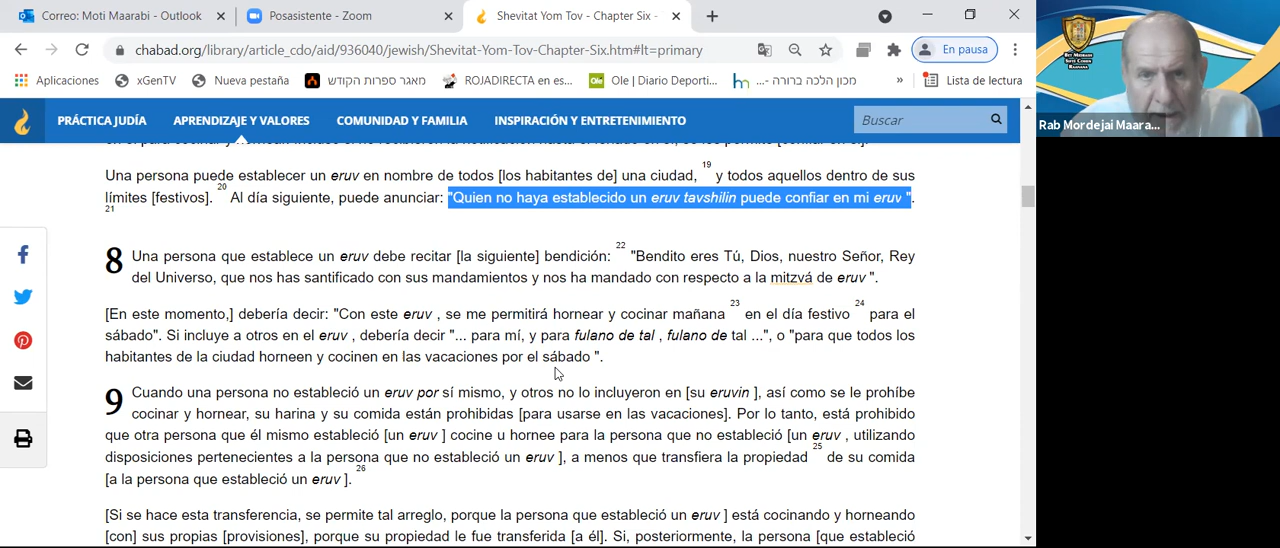 Correo: Moti Maarabi - Outlook
Posasistente - Zoom
Shevitat Yom Tov - Chapter Six -
chabad.org/library/article_cdo/aid/936040/jewish/Shevitat-Yom-Tov-Chapter-Six.htm#lt=primary
En pausa
Aplicaciones
xGenTV
Nueva pestaña
מאגר ספרות הקודש
ROJADIRECTA en es...
Ole | Diario Deporti...
מכון הלכה ברורה -...
»
Lista de lectura
BET MIDRASH
SIFTE COHEN
RAANANA
Rab Mordejai Maara...
PRÁCTICA JUDÍA
APRENDIZAJE Y VALORES
COMUNIDAD Y FAMILIA
INSPIRACIÓN Y ENTRETENIMIENTO
Buscar
Una persona puede establecer un eruv en nombre de todos [los habitantes de] una ciudad, 19 y todos aquellos dentro de sus
límites [festivos]. 20 Al día siguiente, puede anunciar: "Quien no haya establecido un eruv tavshilin puede confiar en mi eruv ".
21
8 Una persona que establece un eruv debe recitar [la siguiente] bendición: 22 "Bendito eres Tú, Dios, nuestro Señor, Rey
del Universo, que nos has santificado con sus mandamientos y nos ha mandado con respecto a la mitzvá de eruv ".
[En este momento,] debería decir: "Con este eruv , se me permitirá hornear y cocinar mañana 23 en el día festivo 24 para el
sábado". Si incluye a otros en el eruv , debería decir "... para mí, y para fulano de tal , fulano de tal ...", o "para que todos los
habitantes de la ciudad horneen y cocinen en las vacaciones por el sábado ".
9 Cuando una persona no estableció un eruv por sí mismo, y otros no lo incluyeron en [su eruvin ], así como se le prohíbe
cocinar y hornear, su harina y su comida están prohibidas [para usarse en las vacaciones]. Por lo tanto, está prohibido
que otra persona que él mismo estableció [un eruv ] cocine u hornee para la persona que no estableció [un eruv , utilizando
disposiciones pertenecientes a la persona que no estableció un eruv ], a menos que transfiera la propiedad 25 de su comida
[a la persona que estableció un eruv ]. 26
[Si se hace esta transferencia, se permite tal arreglo, porque la persona que estableció un eruv ] está cocinando y horneando
[con] sus propias [provisiones], porque su propiedad le fue transferida [a él]. Si, posteriormente, la persona [que estableció